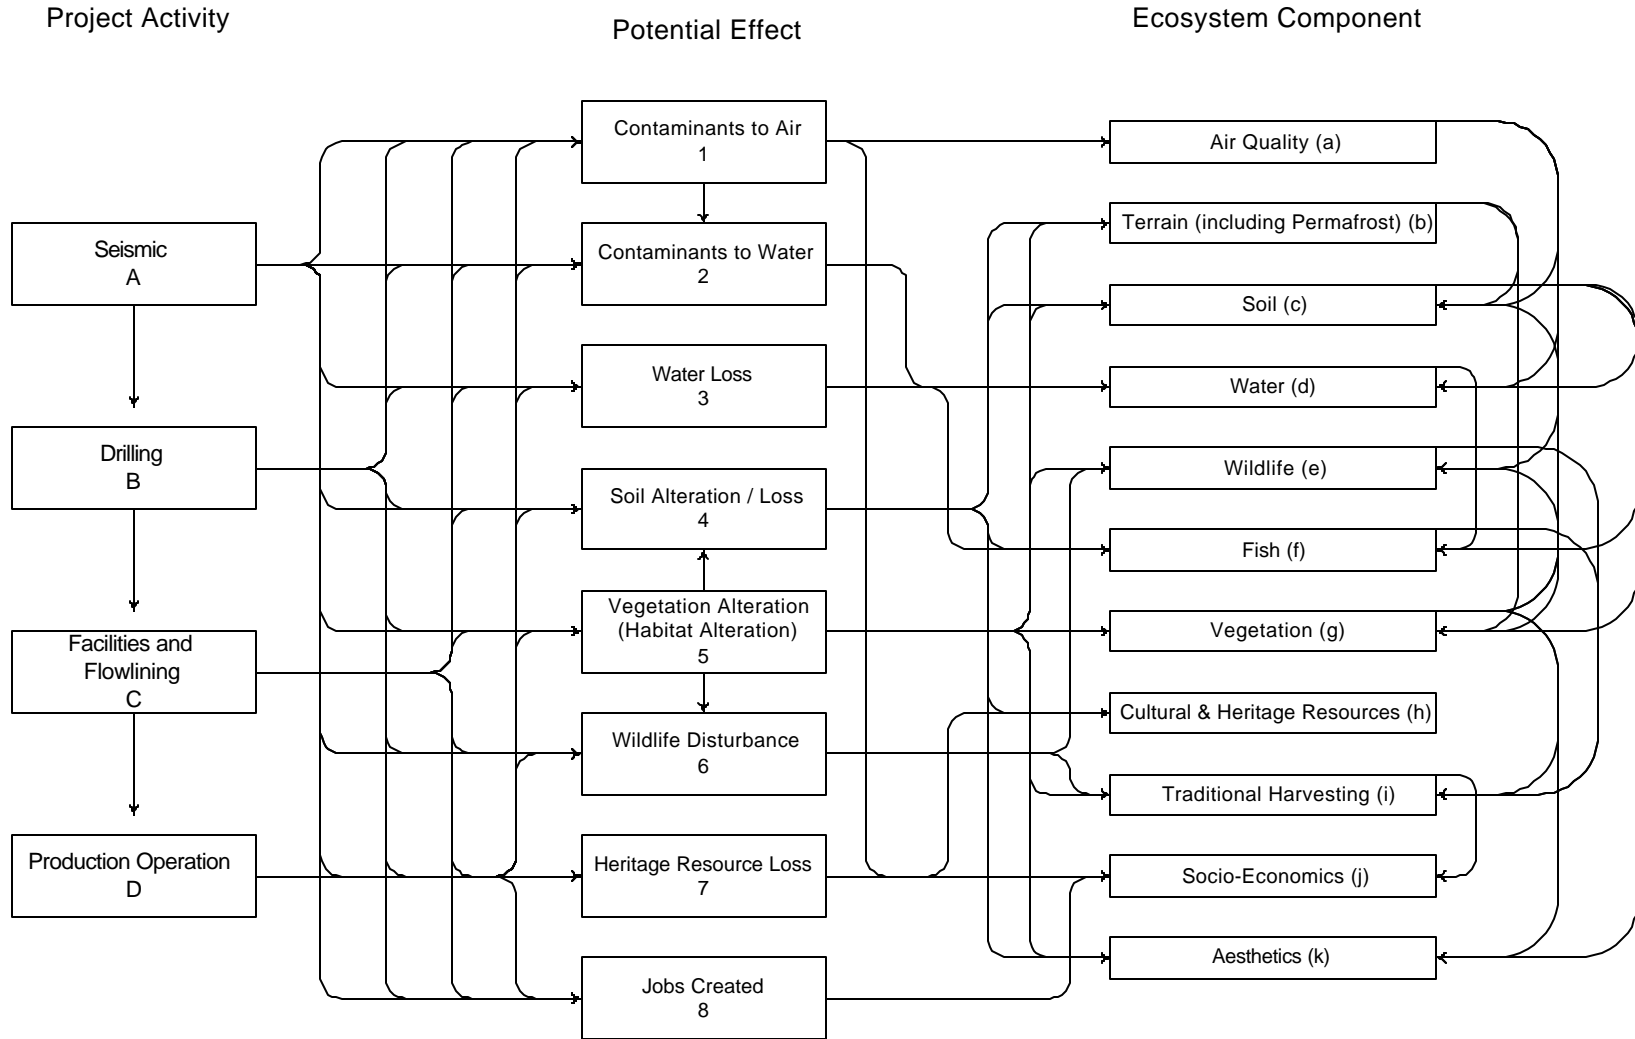 Project Activity
Potential Effect
Ecosystem Component
Seismic
A
Drilling
B
Facilities and
Flowlining
C
Production Operation
D
Contaminants to Air
1
Contaminants to Water
2
Water Loss
3
Soil Alteration / Loss
4
Vegetation Alteration
(Habitat Alteration)
5
Wildlife Disturbance
6
Heritage Resource Loss
7
Jobs Created
8
Air Quality (a)
Terrain (including Permafrost) (b)
Soil (c)
Water (d)
Wildlife (e)
Fish (f)
Vegetation (g)
Cultural & Heritage Resources (h)
Traditional Harvesting (i)
Socio-Economics (j)
Aesthetics (k)